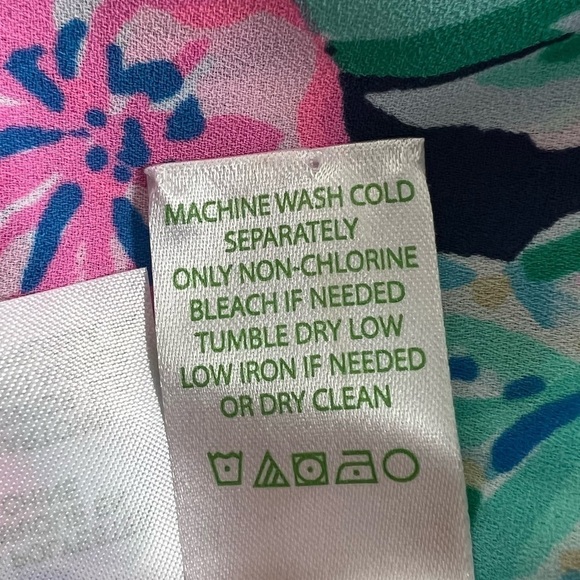 MACHINE WASH COLD
SEPARATELY
ONLY NON-CHLORINE
BLEACH IF NEEDED
TUMBLE DRY LOW
LOW IRON IF NEEDED
OR DRY CLEAN